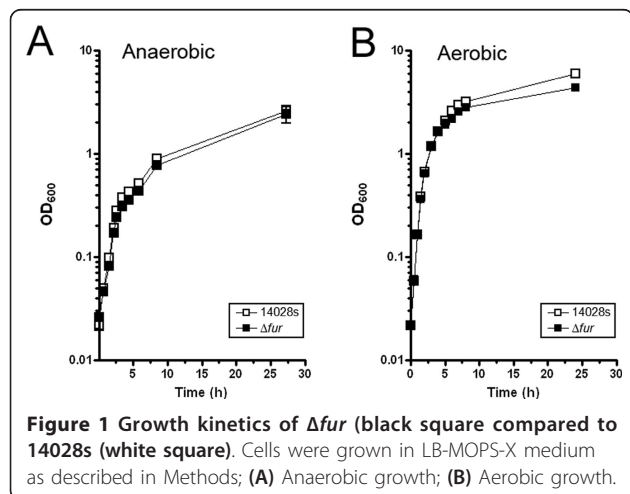 A
Anaerobic
10
1
0.1
0.01
OD600
0 5 10 15 20 25 30
Time (h)
14028s
Δfur
B
Aerobic
10
1
0.1
0.01
OD600
0 5 10 15 20 25 30
Time (h)
14028s
Δfur
Figure 1 Growth kinetics of Δfur (black square compared to
14028s (white square). Cells were grown in LB-MOPS-X medium
as described in Methods; (A) Anaerobic growth; (B) Aerobic growth.